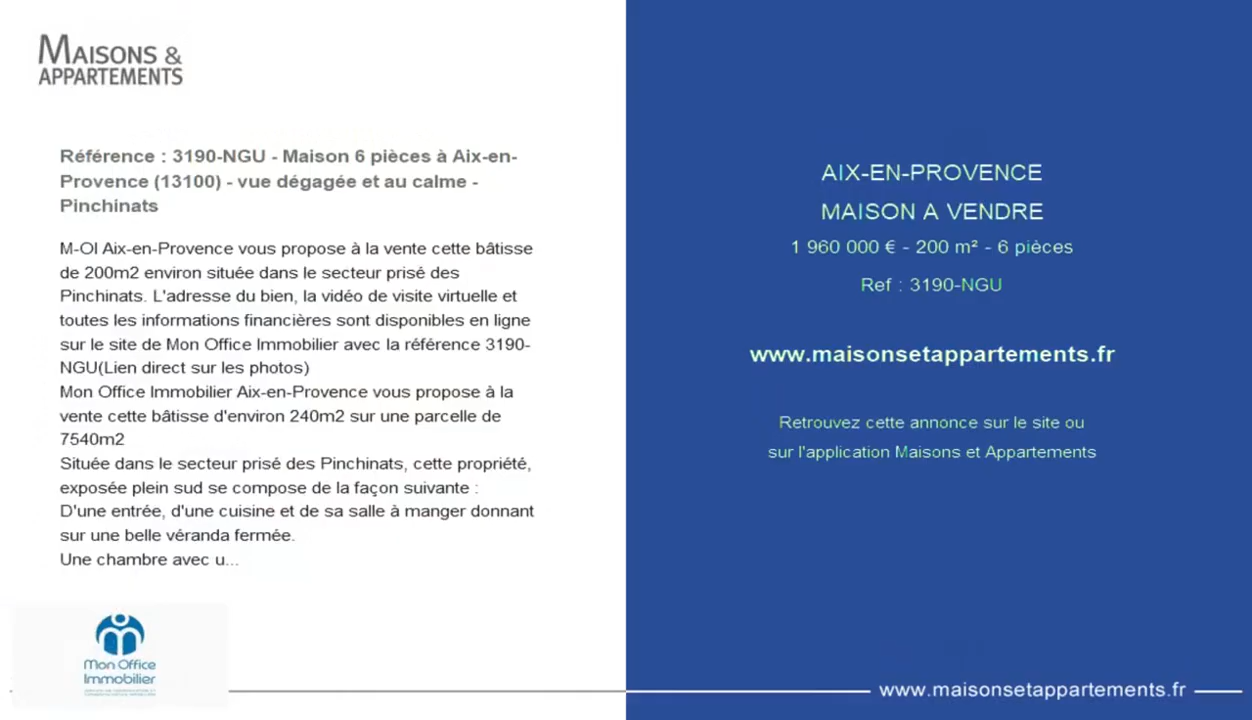 MAISONS &
APPARTEMENTS
Référence : 3190-NGU - Maison 6 pièces à Aix-en-
Provence (13100) - vue dégagée et au calme -
Pinchinats
M-OI Aix-en-Provence vous propose à la vente cette bâtisse
de 200m2 environ située dans le secteur prisé des
Pinchinats. L'adresse du bien, la vidéo de visite virtuelle et
toutes les informations financières sont disponibles en ligne
sur le site de Mon Office Immobilier avec la référence 3190-
NGU(Lien direct sur les photos)
Mon Office Immobilier Aix-en-Provence vous propose à la
vente cette bâtisse d'environ 240m2 sur une parcelle de
7540m2
Située dans le secteur prisé des Pinchinats, cette propriété,
exposée plein sud se compose de la façon suivante :
D'une entrée, d'une cuisine et de sa salle à manger donnant
sur une belle véranda fermée.
Une chambre avec u...
Mon Office
Immobilier
AIX-EN-PROVENCE
MAISON A VENDRE
1 960 000 € - 200 m² - 6 pièces
Ref : 3190-NGU
www.maisonsetappartements.fr
Retrouvez cette annonce sur le site ou
sur l'application Maisons et Appartements
www.maisonsetappartements.fr